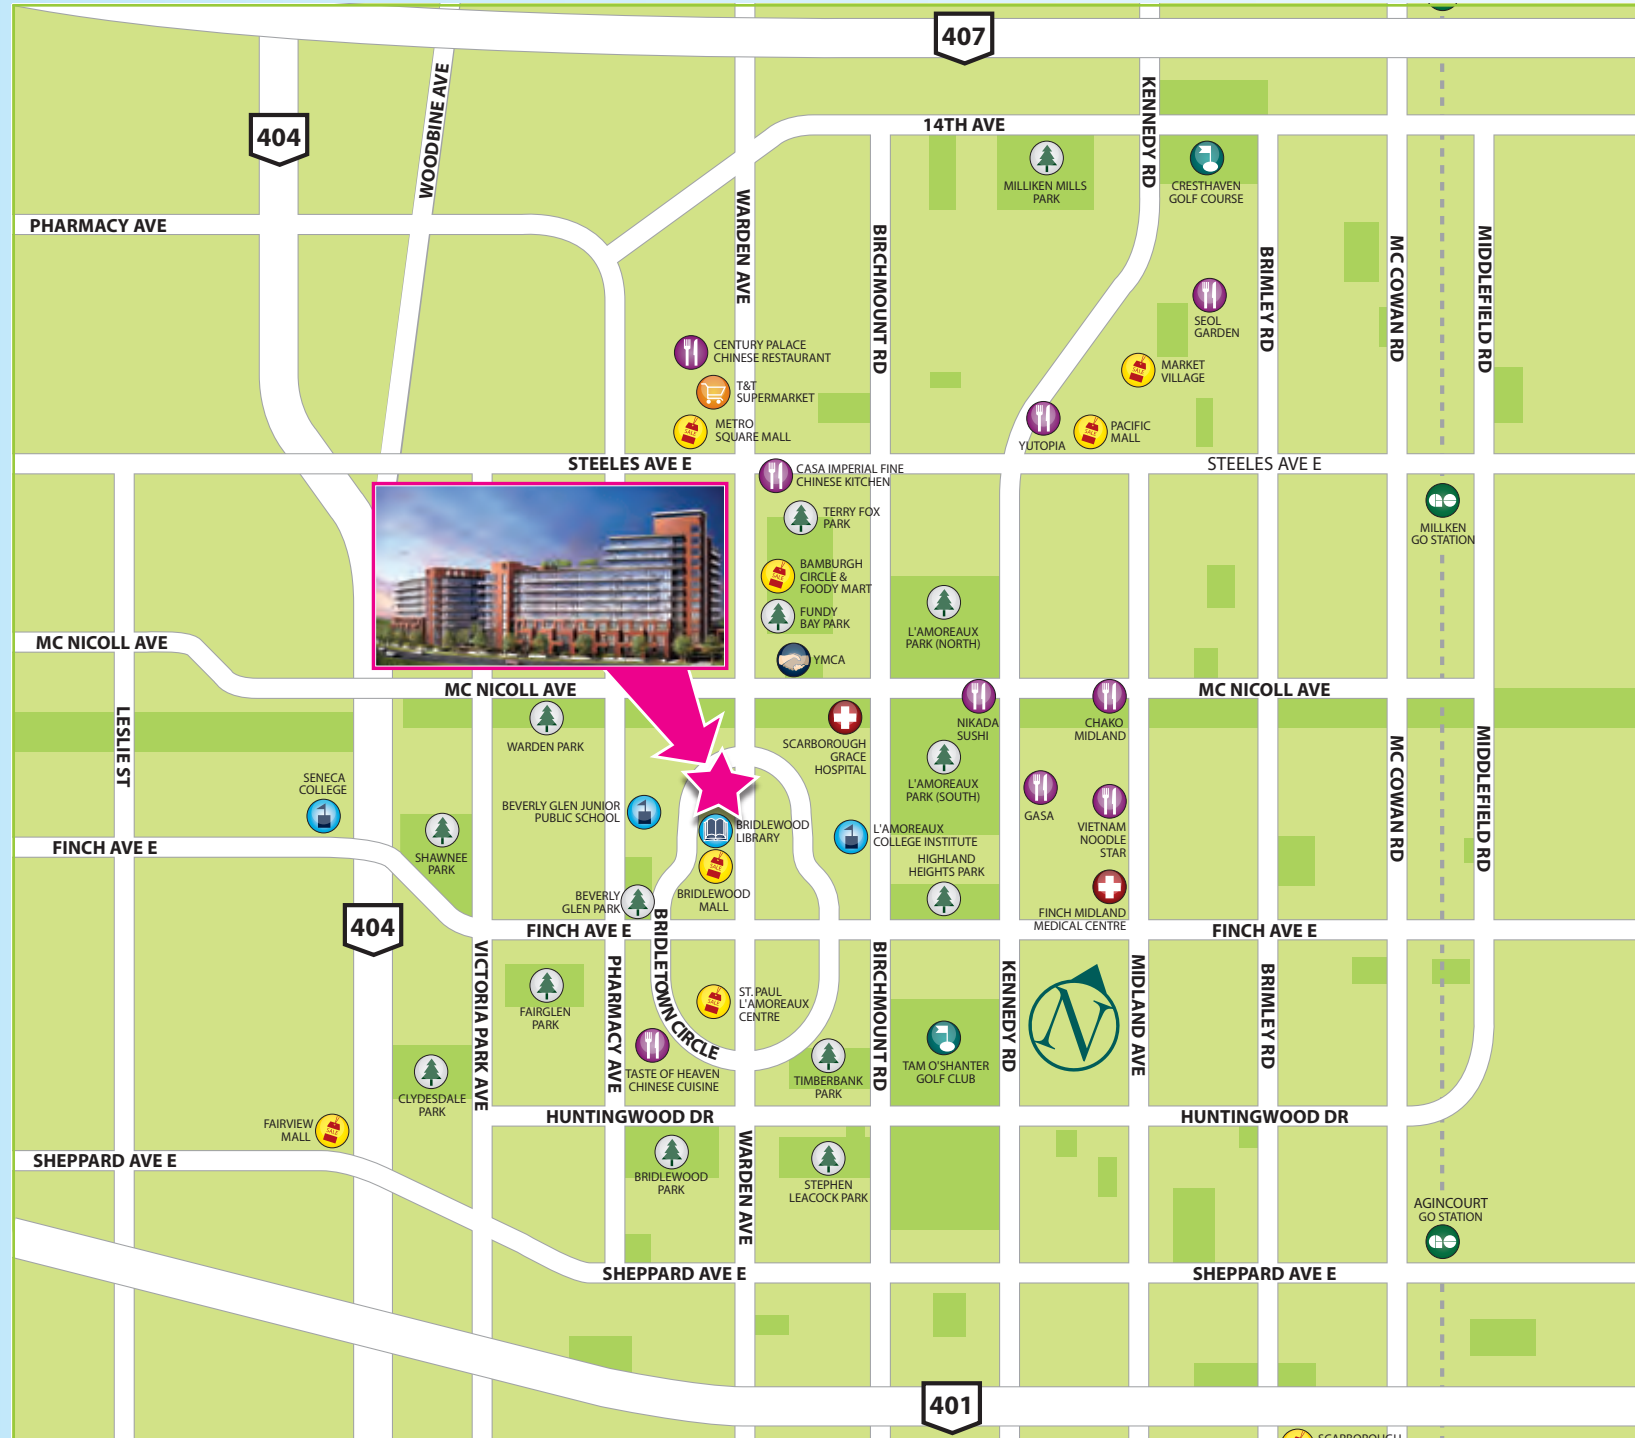 407
404
WOODBINE AVE
KENNEDY RD
14TH AVE
MILLIKEN MILLS
PARK
CRESTHAVEN
GOLF COURSE
PHARMACY AVE
WARDEN AVE
BIRCHMOUNT RD
BRIMLEY RD
MC COWAN RD
MIDDLEFIELD RD
SEOL
GARDEN
CENTURY PALACE
CHINESE RESTAURANT
MARKET
VILLAGE
T&T
SUPERMARKET
METRO
SQUARE MALL
YUTOPIA
PACIFIC
MALL
STEELES AVE E
STEELES AVE E
CASA IMPERIAL FINE
CHINESE KITCHEN
TERRY FOX
PARK
MILLKEN
GO STATION
BAMBURGH
CIRCLE &
FOODY MART
FUNDY
BAY PARK
L'AMOREAUX
PARK (NORTH)
YMCA
MC NICOLL AVE
MC NICOLL AVE
MC NICOLL AVE
LESLIE ST
WARDEN PARK
SCARBOROUGH
GRACE
HOSPITAL
NIKADA
SUSHI
CHAKO
MIDLAND
MC COWAN RD
MIDDLEFIELD RD
SENECA
COLLEGE
BEVERLY GLEN JUNIOR
PUBLIC SCHOOL
BRIDLEWOOD
LIBRARY
L'AMOREAUX
PARK (SOUTH)
GASA
VIETNAM
NOODLE
STAR
L'AMOREAUX
COLLEGE INSTITUTE
FINCH AVE E
SHAWNEE
PARK
HIGHLAND
HEIGHTS PARK
BEVERLY
GLEN PARK
BRIDLEWOOD
MALL
FINCH MIDLAND
MEDICAL CENTRE
404
FINCH AVE E
FINCH AVE E
VICTORIA PARK AVE
PHARMACY AVE
BRIDLETOWN CIRCLE
BIRCHMOUNT RD
KENNEDY RD
N
MIDLAND AVE
BRIMLEY RD
FAIRGLEN
PARK
ST. PAUL
L'AMOREAUX
CENTRE
TASTE OF HEAVEN
CHINESE CUISINE
TIMBERBANK
PARK
TAM O'SHANTER
GOLF CLUB
CLYDESDALE
PARK
FAIRVIEW
MALL
HUNTINGWOOD DR
HUNTINGWOOD DR
SHEPPARD AVE E
WARDEN AVE
BRIDLEWOOD
PARK
STEPHEN
LEACOCK PARK
AGINCOURT
GO STATION
SHEPPARD AVE E
SHEPPARD AVE E
401
SCARBOROUGH